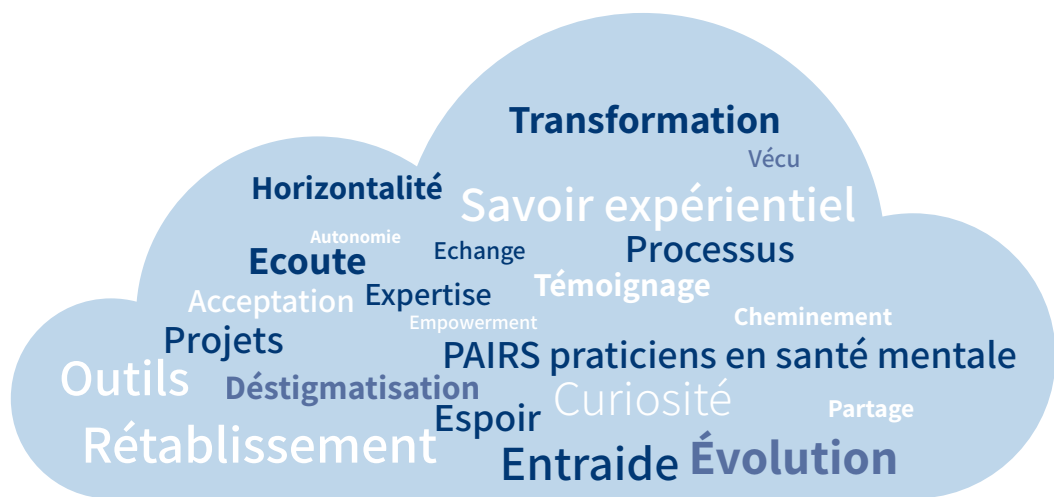 Transformation
Vécu
Horizontalité
Savoir expérientiel
Autonomie
Echange
Processus
Ecoute
Témoignage
Acceptation
Expertise
Empowerment
Cheminement
Projets
PAIRS praticiens en santé mentale
Outils
Déstigmatisation
Curiosité
Partage
Espoir
Rétablissement
Entraide
Évolution